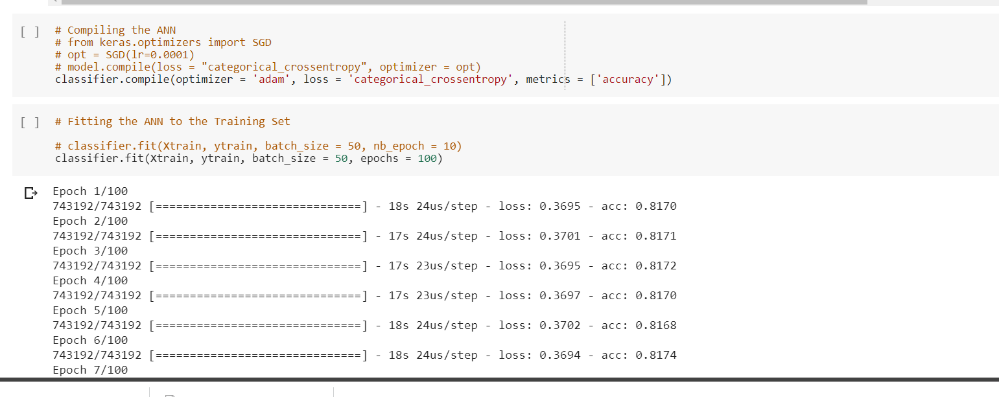 [ ] # Compiling the ANN
# from keras.optimizers import SGD
# opt = SGD(lr=0.0001)
# model.compile(loss = "categorical_crossentropy", optimizer = opt)
classifier.compile(optimizer = 'adam', loss = 'categorical_crossentropy', metrics = ['accuracy'])
[ ] # Fitting the ANN to the Training Set
# classifier.fit(Xtrain, ytrain, batch_size = 50, nb_epoch = 10)
classifier.fit(Xtrain, ytrain, batch_size = 50, epochs = 100)
Epoch 1/100
743192/743192 [==============================] - 18s 24us/step - loss: 0.3695 - acc: 0.8170
Epoch 2/100
743192/743192 [==============================] - 17s 24us/step - loss: 0.3701 - acc: 0.8171
Epoch 3/100
743192/743192 [==============================] - 17s 23us/step - loss: 0.3695 - acc: 0.8172
Epoch 4/100
743192/743192 [==============================] - 17s 23us/step - loss: 0.3697 - acc: 0.8170
Epoch 5/100
743192/743192 [==============================] - 18s 24us/step - loss: 0.3702 - acc: 0.8168
Epoch 6/100
743192/743192 [==============================] - 18s 24us/step - loss: 0.3694 - acc: 0.8174
Epoch 7/100